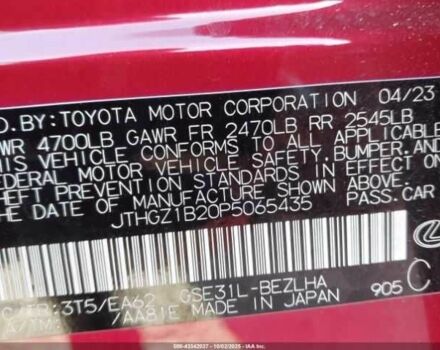 D.BY: TOYOTA MOTOR CORPORATION 04/23
WR 4700LB GAWR FR 2470LB RR 2545LB
THIS VEHICLE CONFORMS TO ALL APPLICABLE
FEDERAL MOTOR VEHICLE SAFETY, BUMPER, AND
THEFT PREVENTION STANDARDS IN EFFECT ON
DATE OF MANUFACTURE SHOWN ABOVE.
JTHGZ1B20P5065435 PASS.CAR
C/TR:3T5/EA62 GSE31L-BEZLHA
A/TM: /AA81E MADE IN JAPAN 905 C